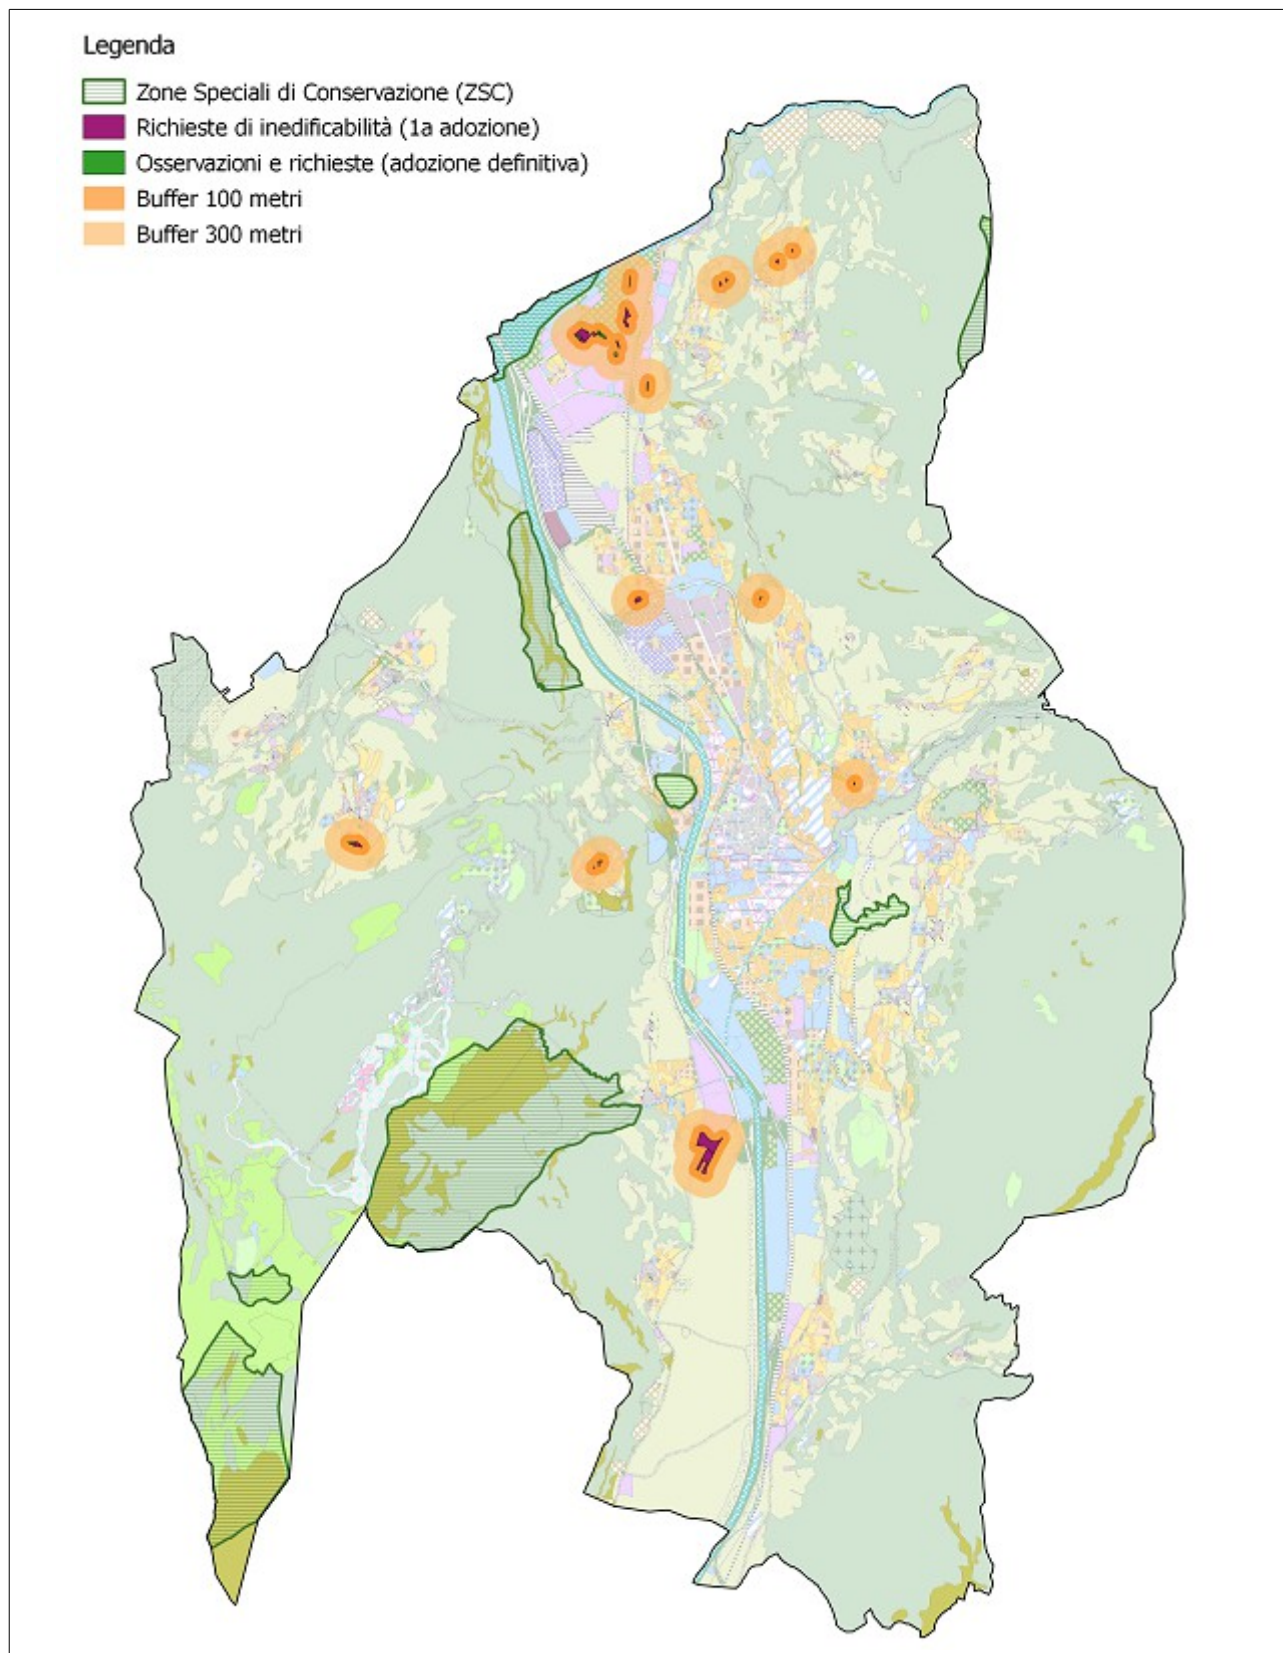 Legenda
Zone Speciali di Conservazione (ZSC)
Richieste di inedificabilità (1a adozione)
Osservazioni e richieste (adozione definitiva)
Buffer 100 metri
Buffer 300 metri